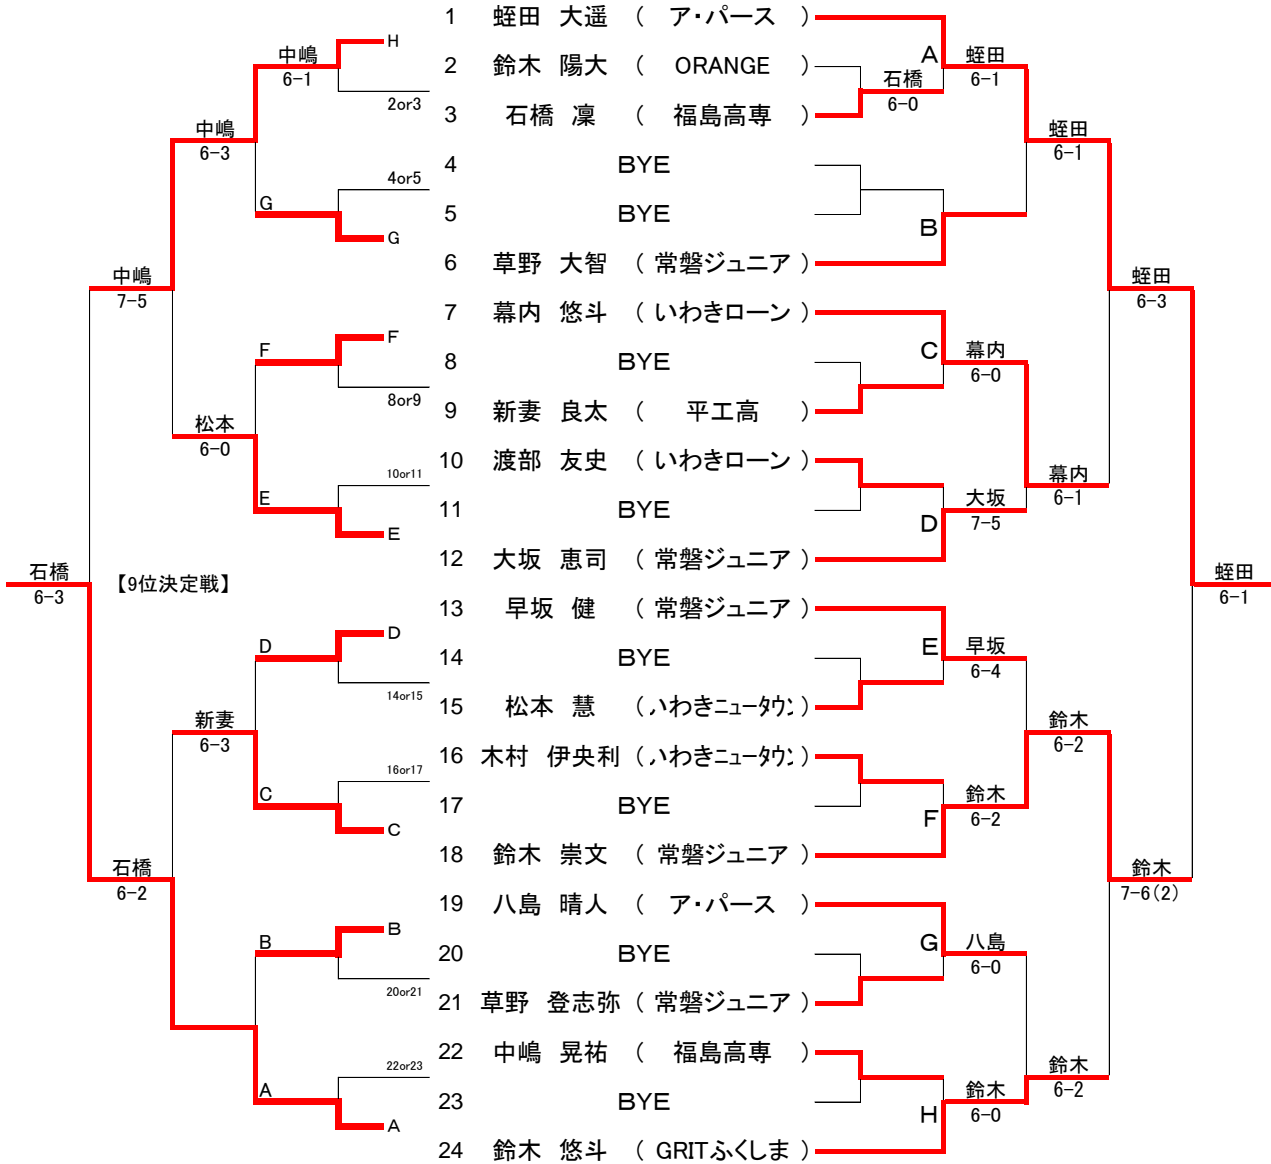 1 蛭田 大遥 （ ア・パース ）
H
中嶋
6-1
A 蛭田
6-1
2 鈴木 陽大 （ ORANGE ）
石橋
6-0
2or3
3 石橋 凜 （ 福島高専 ）
中嶋
6-3
蛭田
6-1
4 BYE
4or5
G
5 BYE
B
G
6 草野 大智 （ 常磐ジュニア ）
中嶋
7-5
蛭田
6-3
7 幕内 悠斗 （ いわきローン ）
F
F
C 幕内
6-0
8 BYE
8or9
9 新妻 良太 （ 平工高 ）
松本
6-0
10 渡部 友史 （ いわきローン ）
10or11
幕内
6-1
E
大坂
7-5
11 BYE
D
E
12 大坂 恵司 （ 常磐ジュニア ）
石橋
6-3
【9位決定戦】
蛭田
6-1
13 早坂 健 （ 常磐ジュニア ）
D
D
E 早坂
6-4
14 BYE
14or15
15 松本 慧 （いわきニュータウン）
新妻
6-3
鈴木
6-2
16 木村 伊央利 （いわきニュータウン）
16or17
C
鈴木
6-2
17 BYE
F
C
18 鈴木 崇文 （ 常磐ジュニア ）
石橋
6-2
鈴木
7-6(2)
19 八島 晴人 （ ア・パース ）
B
B
G 八島
6-0
20 BYE
20or21
21 草野 登志弥 （ 常磐ジュニア ）
22 中嶋 晃祐 （ 福島高専 ）
22or23
鈴木
6-2
A
鈴木
6-0
23 BYE
H
A
24 鈴木 悠斗 （ GRITふくしま ）